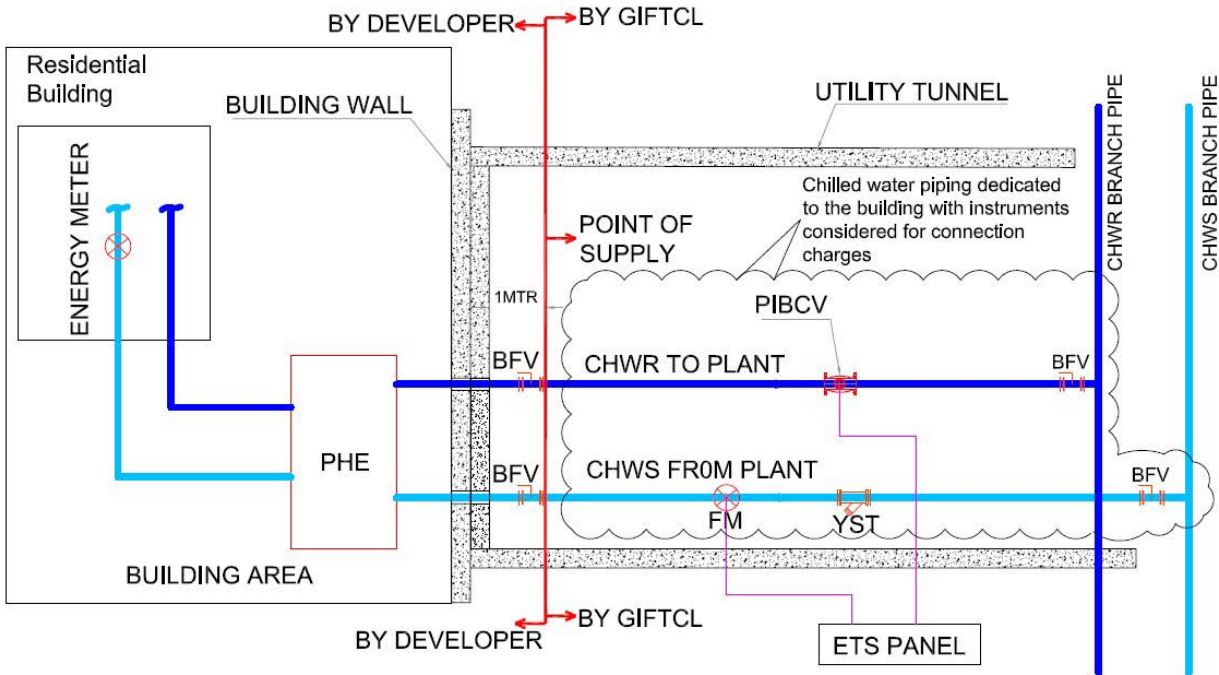 BY DEVELOPER
BY GIFTCL
Residential
Building
BUILDING WALL
UTILITY TUNNEL
CHWR BRANCH PIPE
CHWS BRANCH PIPE
ENERGY METER
Chilled water piping dedicated
to the building with instruments
considered for connection
charges
POINT OF
SUPPLY
1MTR
PIBCV
BFV
CHWR TO PLANT
BFV
PHE
BFV
CHWS FR0M PLANT
BFV
FM
YST
BUILDING AREA
BY DEVELOPER
BY GIFTCL
ETS PANEL